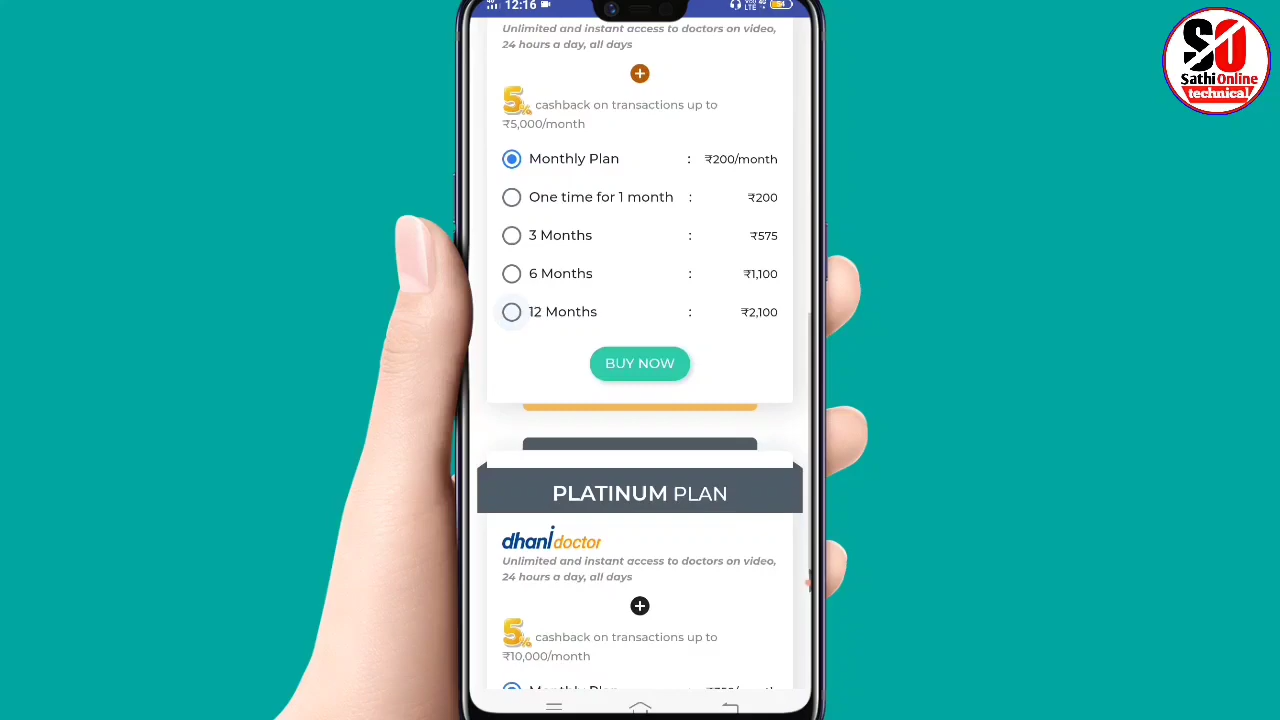 12:16
Unlimited and instant access to doctors on video,
24 hours a day, all days
5% cashback on transactions up to
₹5,000/month
Monthly Plan : ₹200/month
One time for 1 month : ₹200
3 Months : ₹575
6 Months : ₹1,100
12 Months : ₹2,100
BUY NOW
PLATINUM PLAN
dhani doctor
Unlimited and instant access to doctors on video,
24 hours a day, all days
5% cashback on transactions up to
₹10,000/month
Monthly Plan
SO
Sathi Online
technical